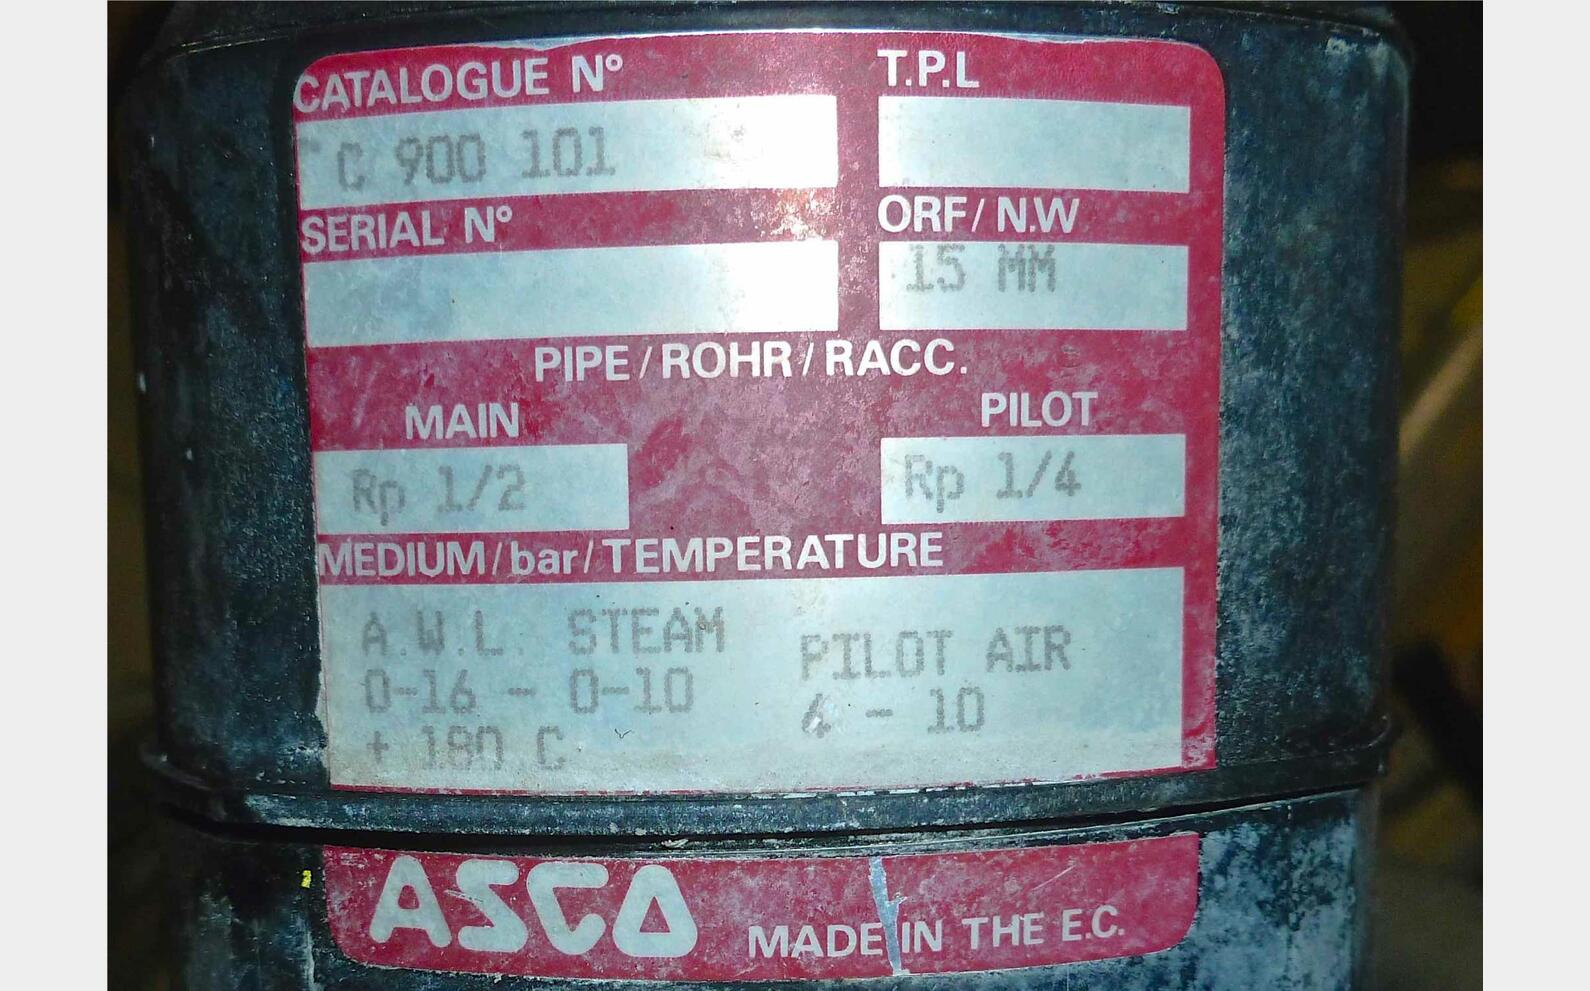 CATALOGUE N° T.P.L
C 900 101
SERIAL N° ORF/N.W
15 MM
PIPE/ROHR/RACC.
MAIN PILOT
Rp 1/2 Rp 1/4
MEDIUM/bar/TEMPERATURE
A.W.L. STEAM PILOT AIR
0-16 - 0-10 4 - 10
+ 180 C
ASCO MADE IN THE E.C.